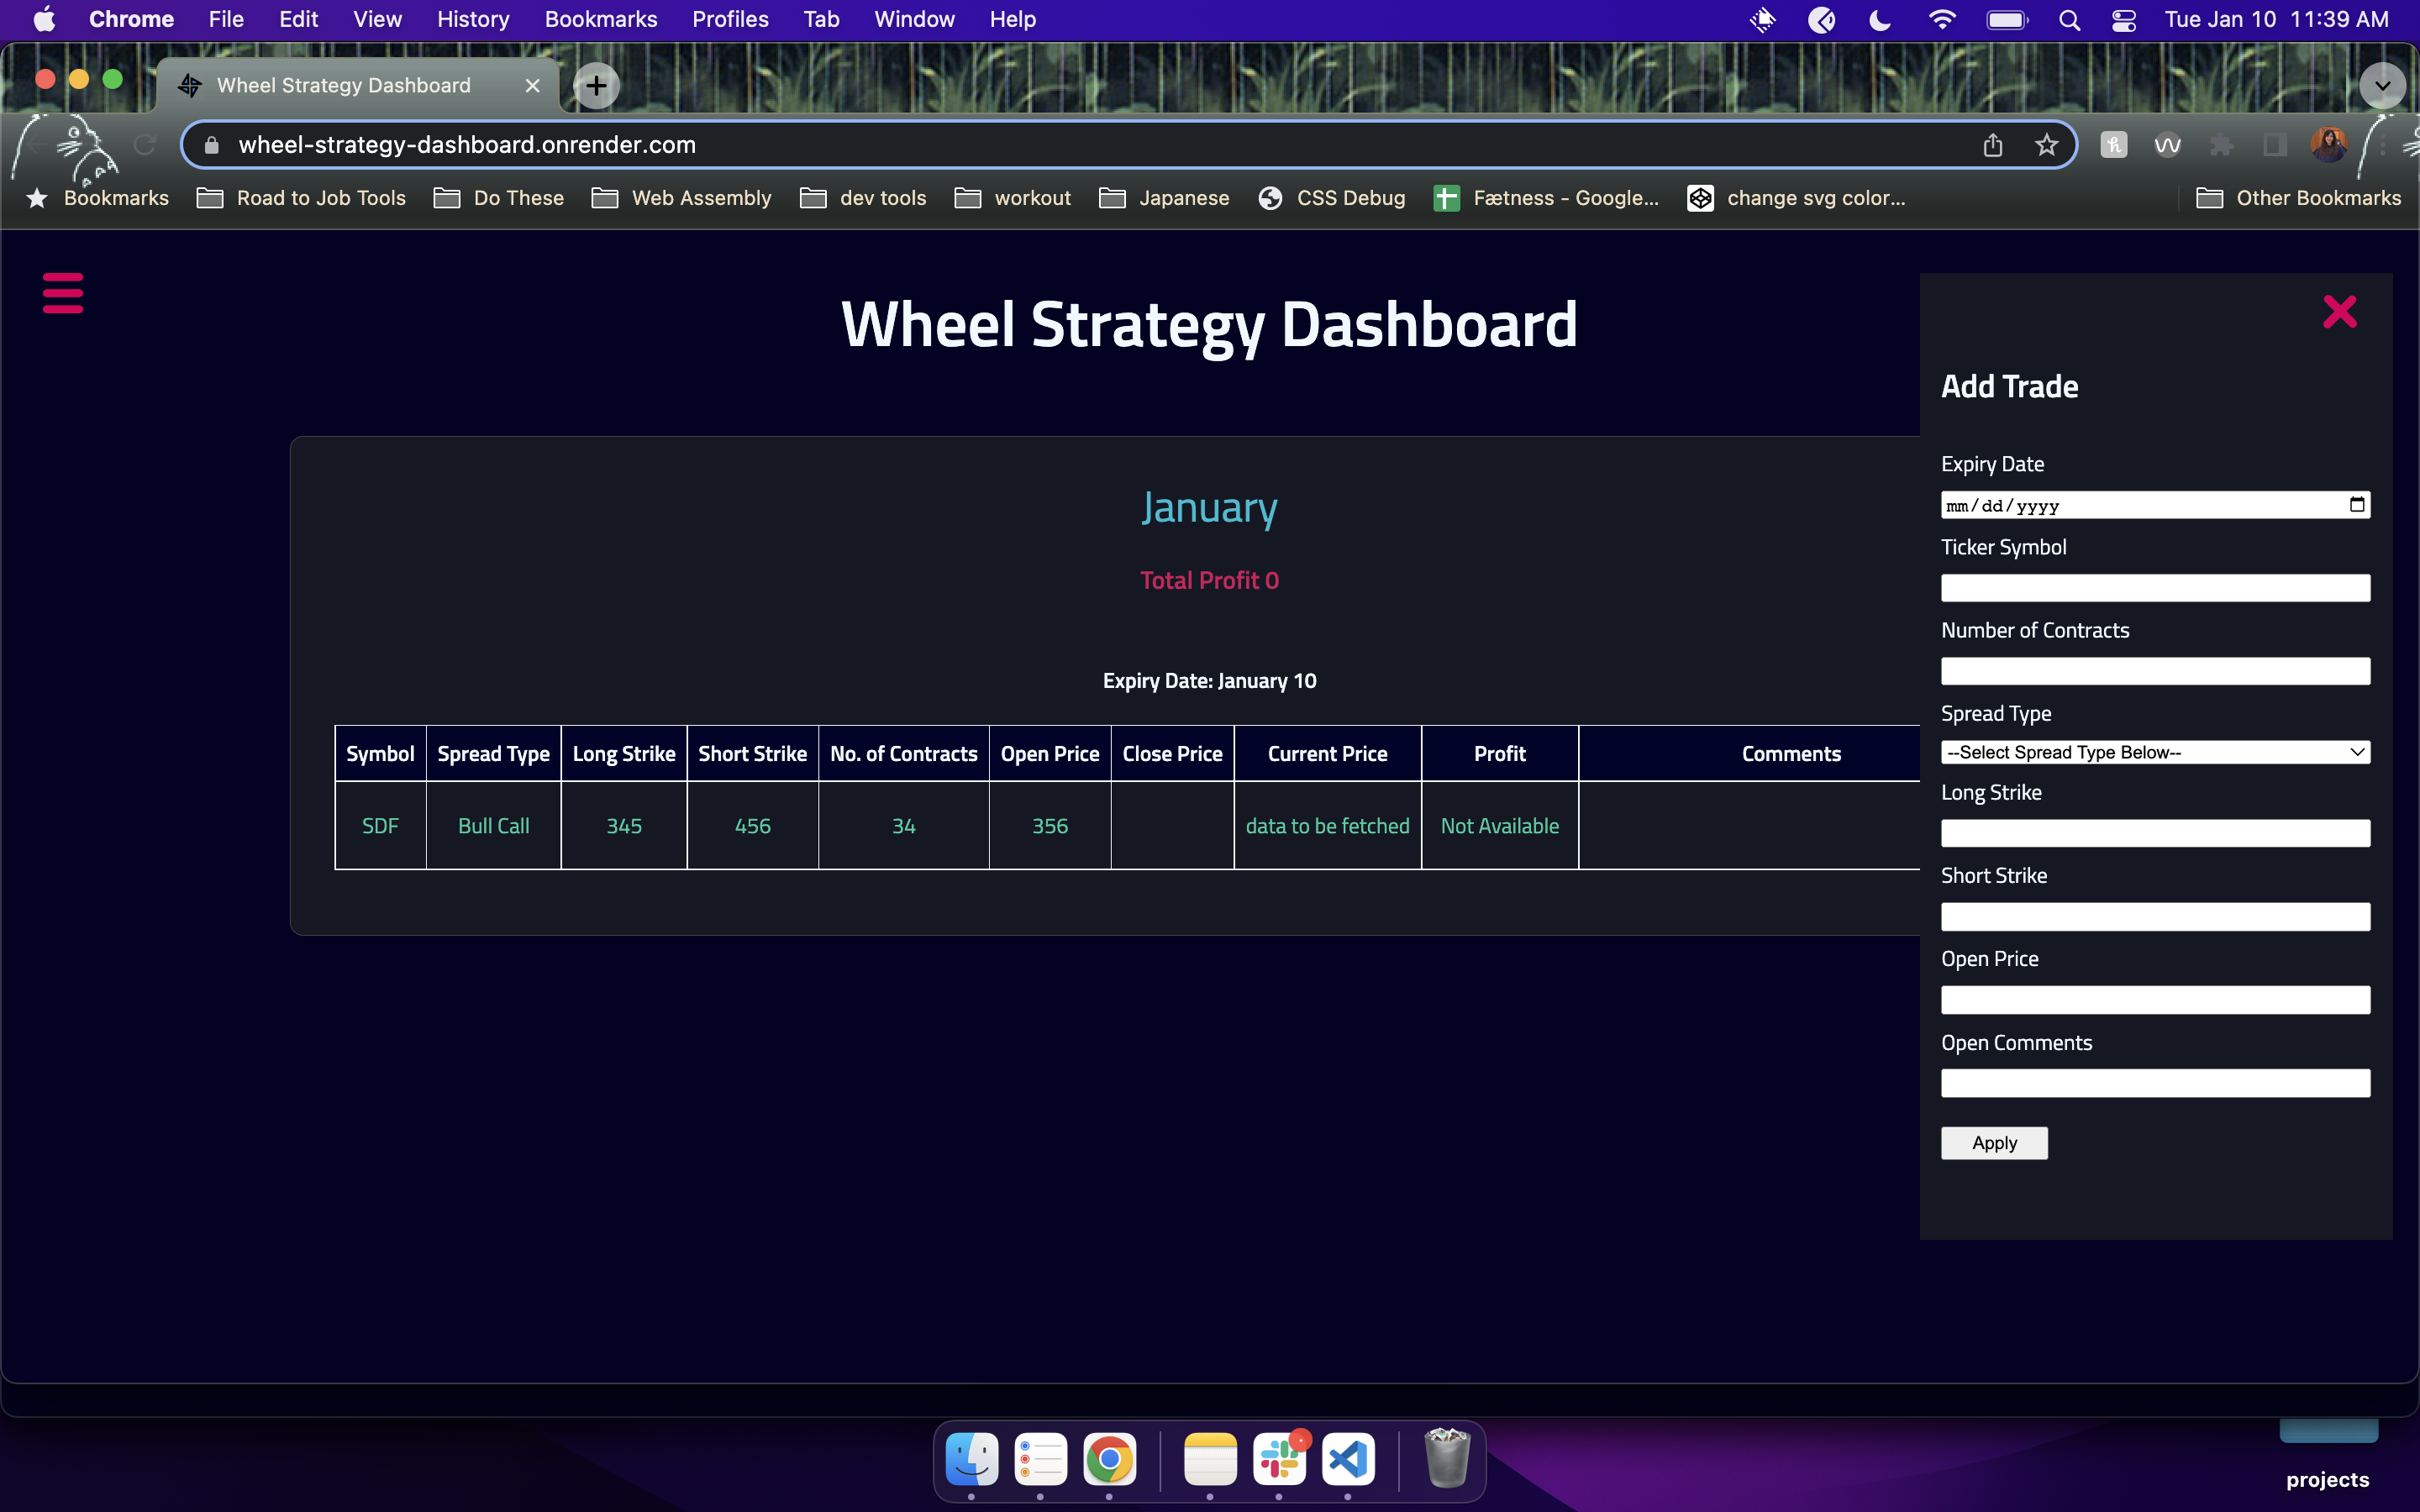 Chrome File Edit View History Bookmarks Profiles Tab Window Help Tue Jan 10 11:39 AM
Wheel Strategy Dashboard
wheel-strategy-dashboard.onrender.com
Bookmarks Road to Job Tools Do These Web Assembly dev tools workout Japanese CSS Debug Fætness - Google... change svg color... Other Bookmarks
Wheel Strategy Dashboard
January
Total Profit 0
Expiry Date: January 10
Symbol Spread Type Long Strike Short Strike No. of Contracts Open Price Close Price Current Price Profit Comments
SDF Bull Call 345 456 34 356 data to be fetched Not Available
Add Trade
Expiry Date
mm/dd/yyyy
Ticker Symbol
Number of Contracts
Spread Type
--Select Spread Type Below--
Long Strike
Short Strike
Open Price
Open Comments
Apply
projects